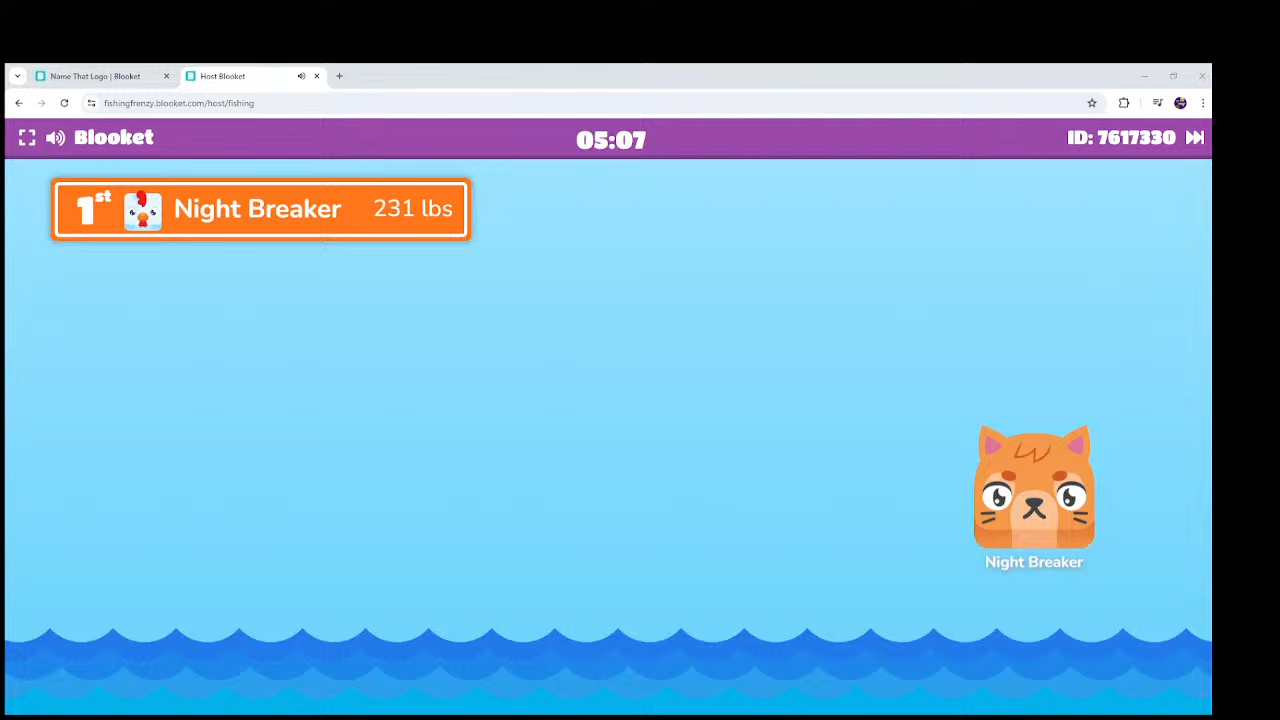 Name That Logo | Blooket
Host Blooket
fishingfrenzy.blooket.com/host/fishing
Blooket
05:07
ID: 7617330
1st Night Breaker 231 lbs
Night Breaker